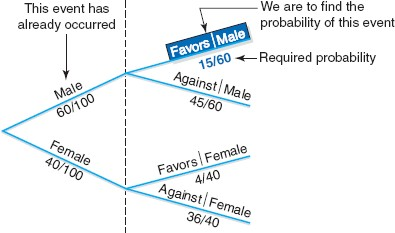 This event has
already occurred
We are to find the
probability of this event
Favors | Male
15/60
Required probability
Male
60/100
Against | Male
45/60
Female
40/100
Favors | Female
4/40
Against | Female
36/40